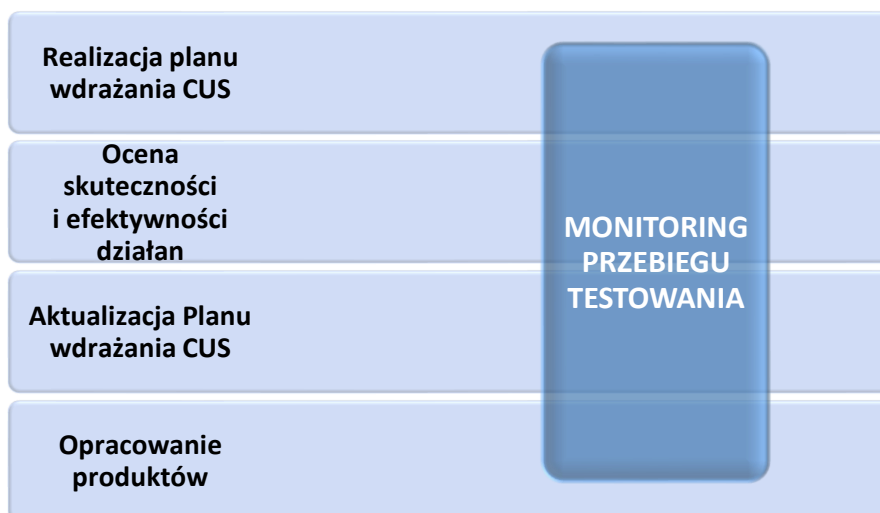 Realizacja planu
wdrażania CUS
Ocena
skuteczności
i efektywności
działan
MONITORING
PRZEBIEGU
TESTOWANIA
Aktualizacja Planu
wdrażania CUS
Opracowanie
produktów